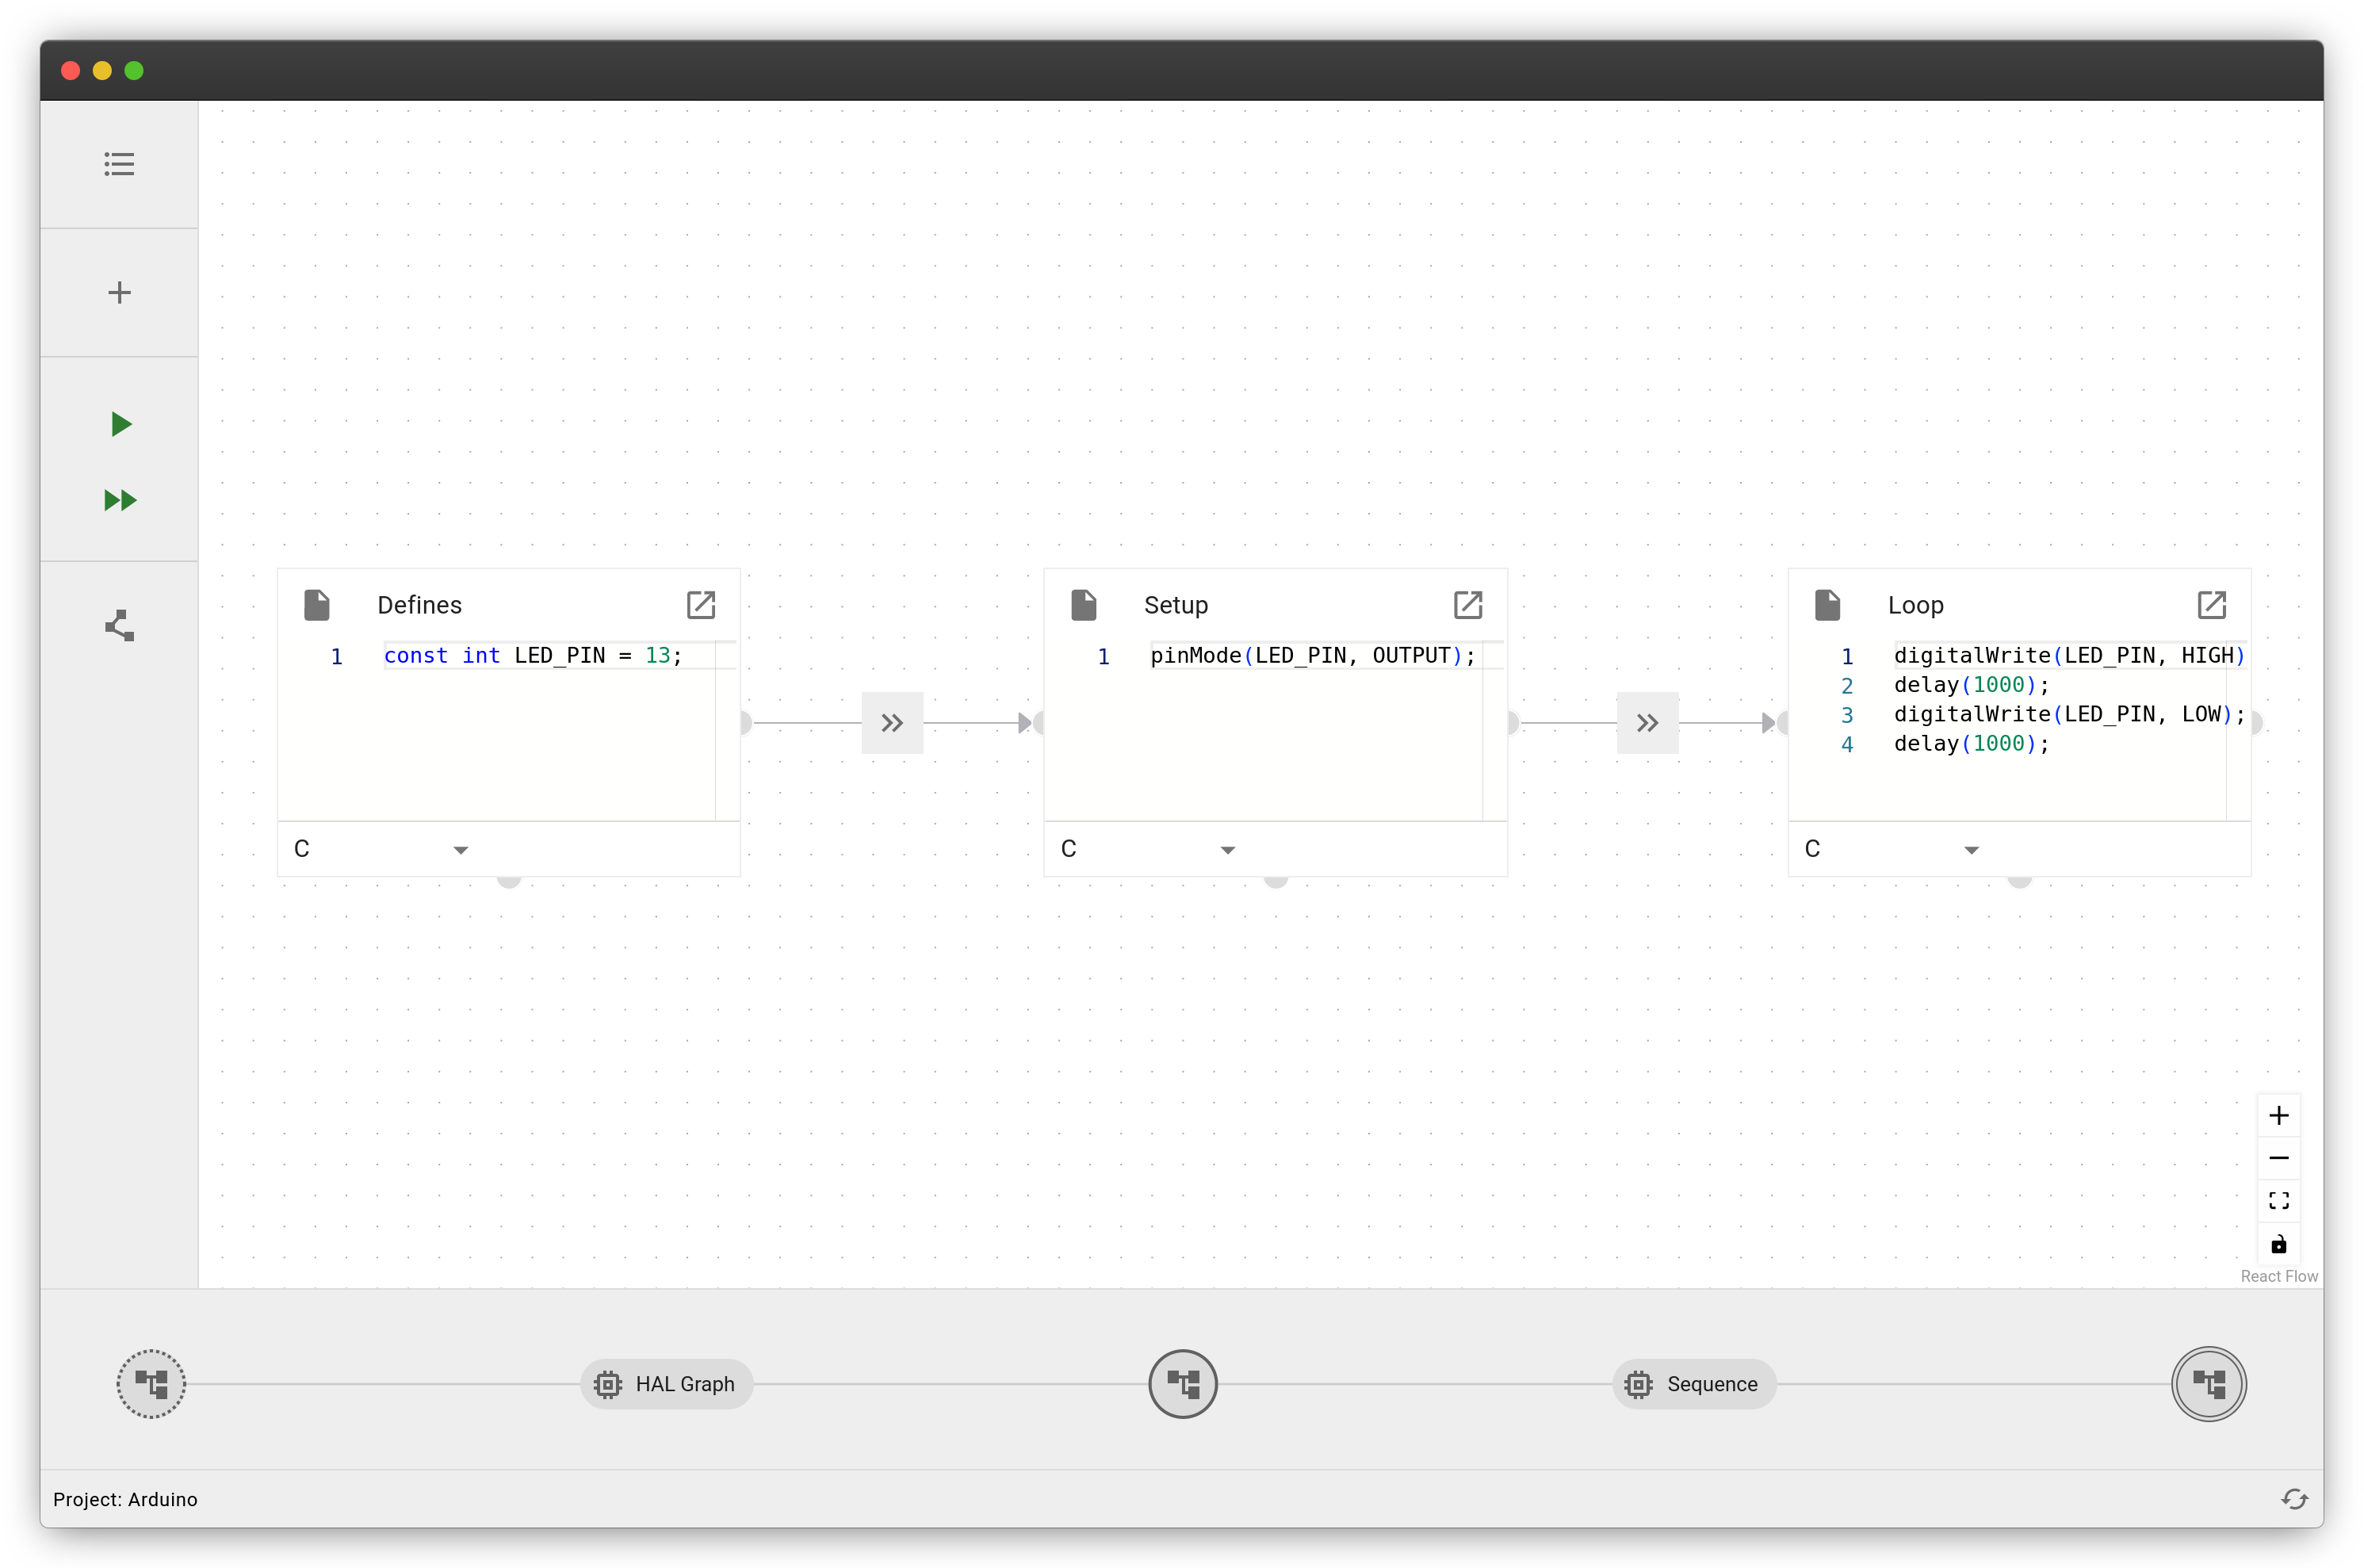 Defines
1 const int LED_PIN = 13;
C
Setup
1 pinMode(LED_PIN, OUTPUT);
C
Loop
1 digitalWrite(LED_PIN, HIGH)
2 delay(1000);
3 digitalWrite(LED_PIN, LOW);
4 delay(1000);
C
React Flow
HAL Graph
Sequence
Project: Arduino